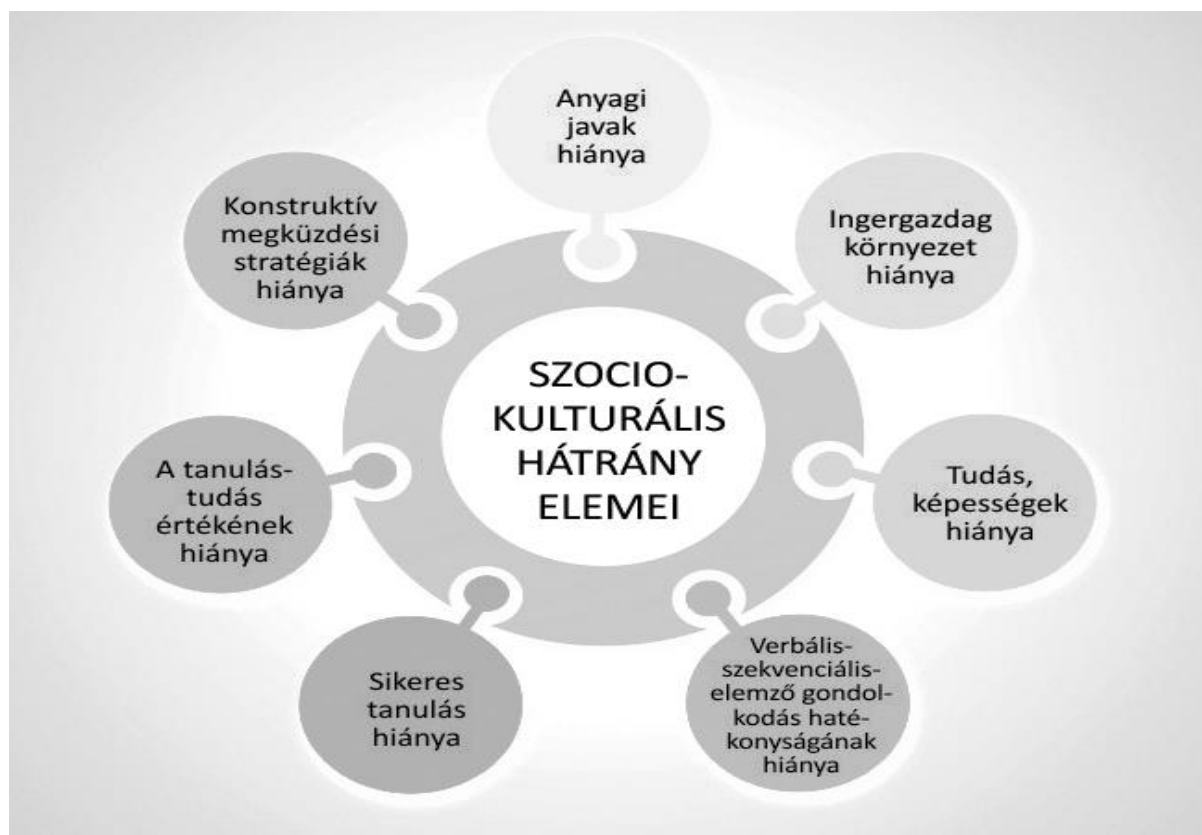 Anyagi
javak
hiánya
Ingergazdag
környezet
hiánya
Tudás,
képességek
hiánya
Verbális-
szekvenciális-
elemző gondol-
kodás haté-
konyságának
hiánya
Sikeres
tanulás
hiánya
A tanulás-
tudás
értékének
hiánya
Konstruktív
megküzdési
stratégiák
hiánya
SZOCIO-
KULTURÁLIS
HÁTRÁNY
ELEMEI